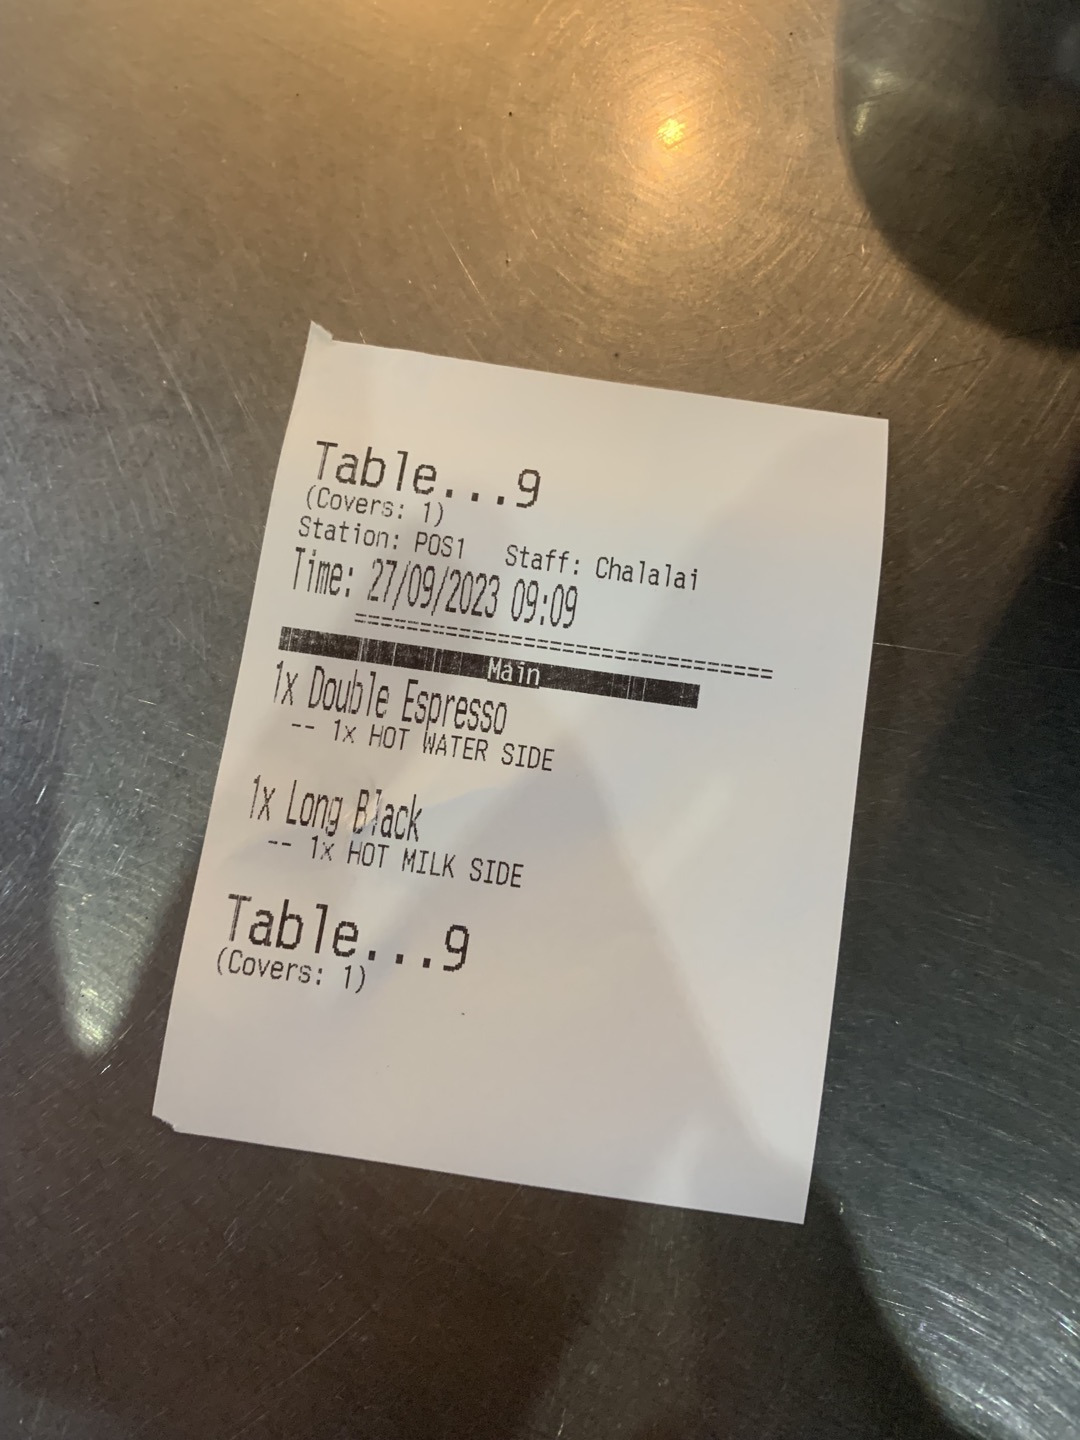 Table...9
(Covers: 1)
Station: POS1 Staff: Chalalai
Time: 27/09/2023 09:09
========================================
Main
1x Double Espresso
-- 1x HOT WATER SIDE
1x Long Black
-- 1x HOT MILK SIDE
Table...9
(Covers: 1)